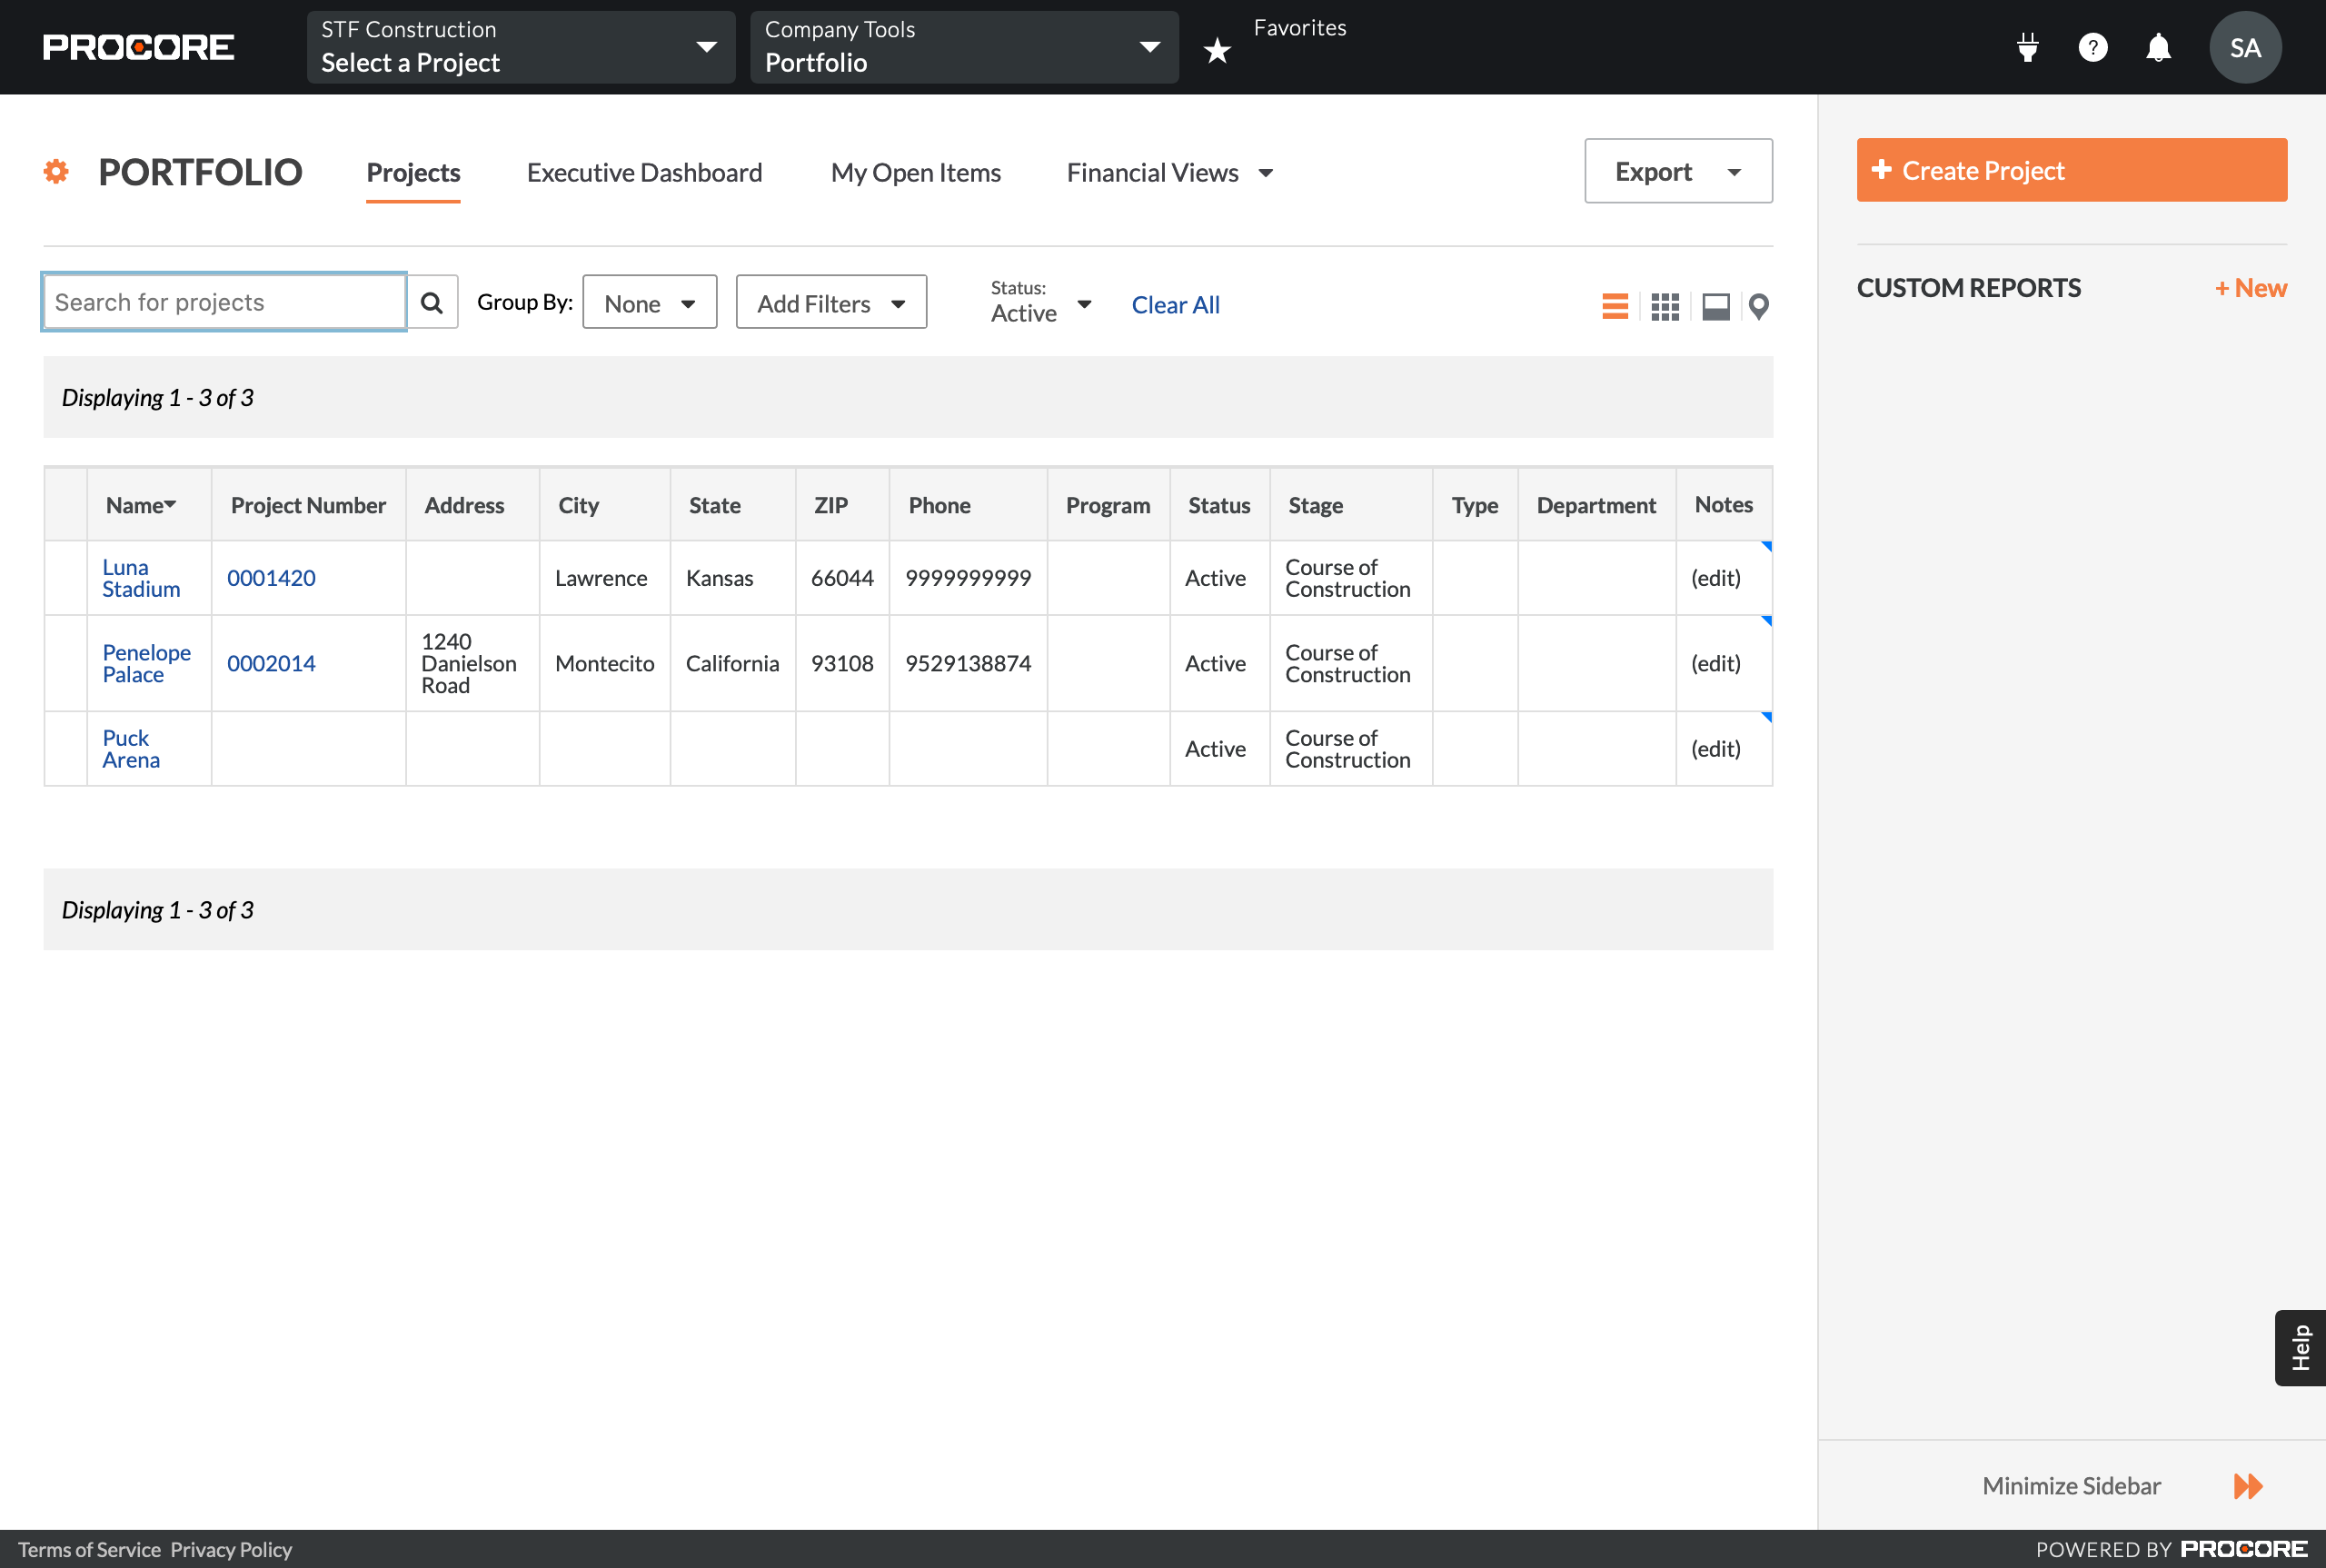 PROCORE
STF Construction
Select a Project
Company Tools
Portfolio
Favorites
?
SA
PORTFOLIO
Projects
Executive Dashboard
My Open Items
Financial Views
Export
Create Project
Search for projects
Group By:
None
Add Filters
Status:
Active
Clear All
CUSTOM REPORTS
+ New
Displaying 1 - 3 of 3
Name Project Number Address City State ZIP Phone Program Status Stage Type Department Notes
Luna
Stadium
0001420
Lawrence
Kansas
66044
9999999999
Active
Course of
Construction
(edit)
Penelope
Palace
0002014
1240
Danielson
Road
Montecito
California
93108
9529138874
Active
Course of
Construction
(edit)
Puck
Arena
Active
Course of
Construction
(edit)
Displaying 1 - 3 of 3
Help
Minimize Sidebar
Terms of Service Privacy Policy
POWERED BY PROCORE